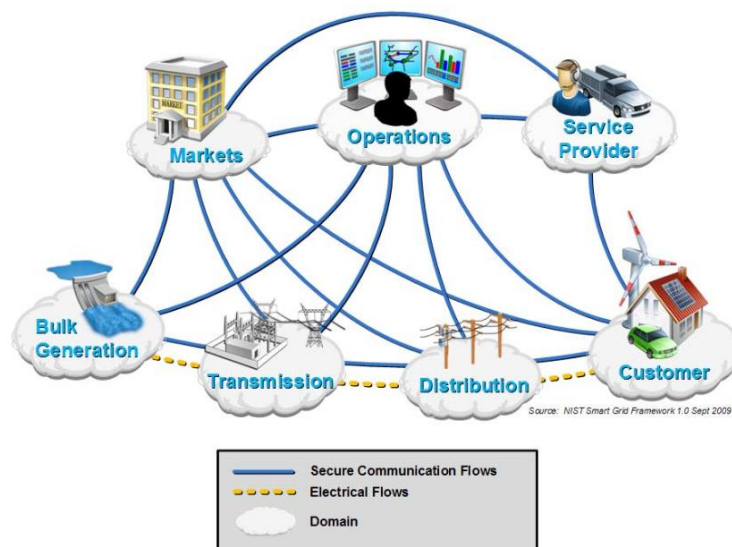 MARKET
Markets
Operations
Service
Provider
Bulk
Generation
Transmission
Distribution
Customer
Source: NIST Smart Grid Framework 1.0 Sept 2009
Secure Communication Flows
Electrical Flows
Domain